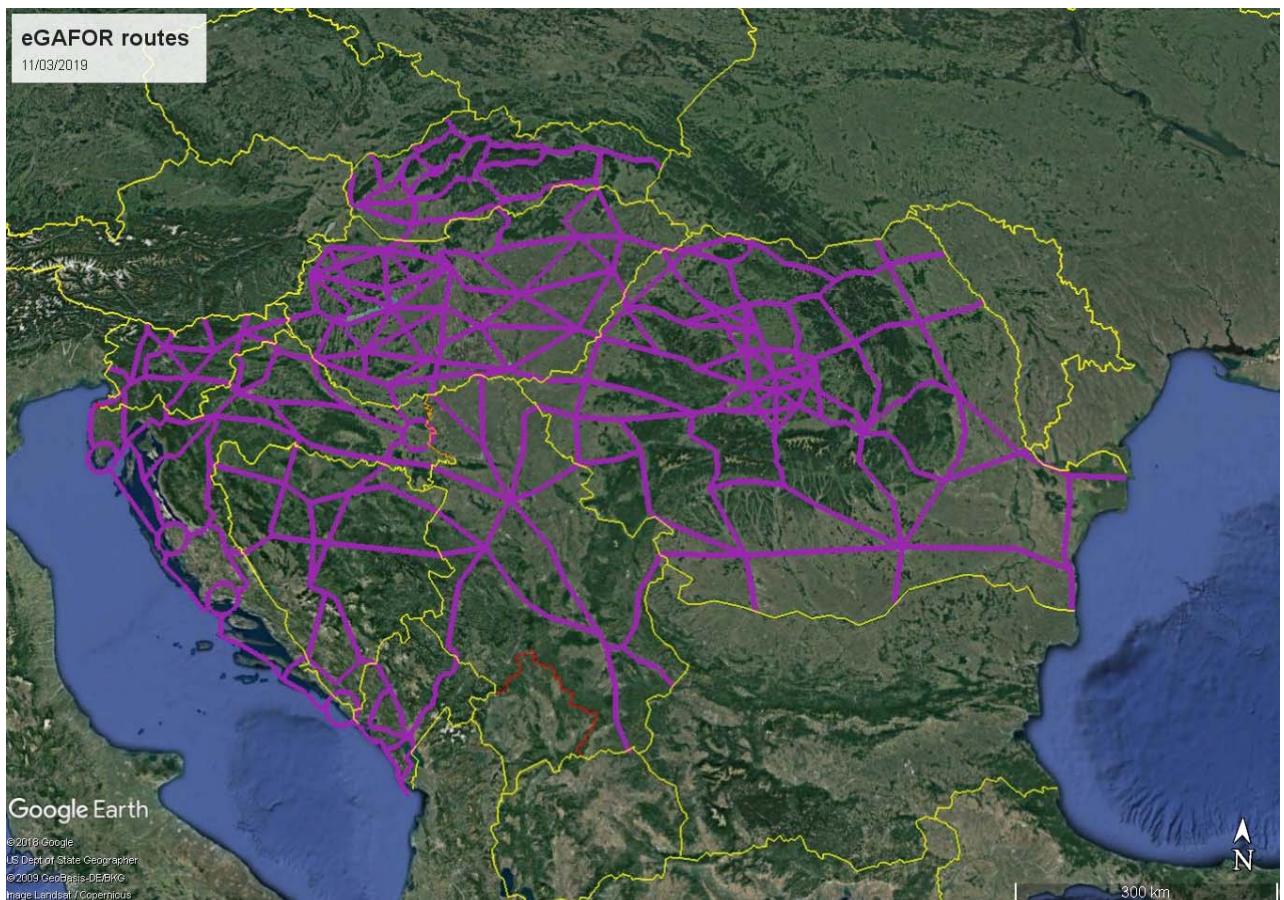 eGAFOR routes
11/03/2019
Google Earth
©2018 Google
US Dept of State Geographer
©2009 GeoBasis-DE/BKG
Image Landsat / Copernicus
N
300 km